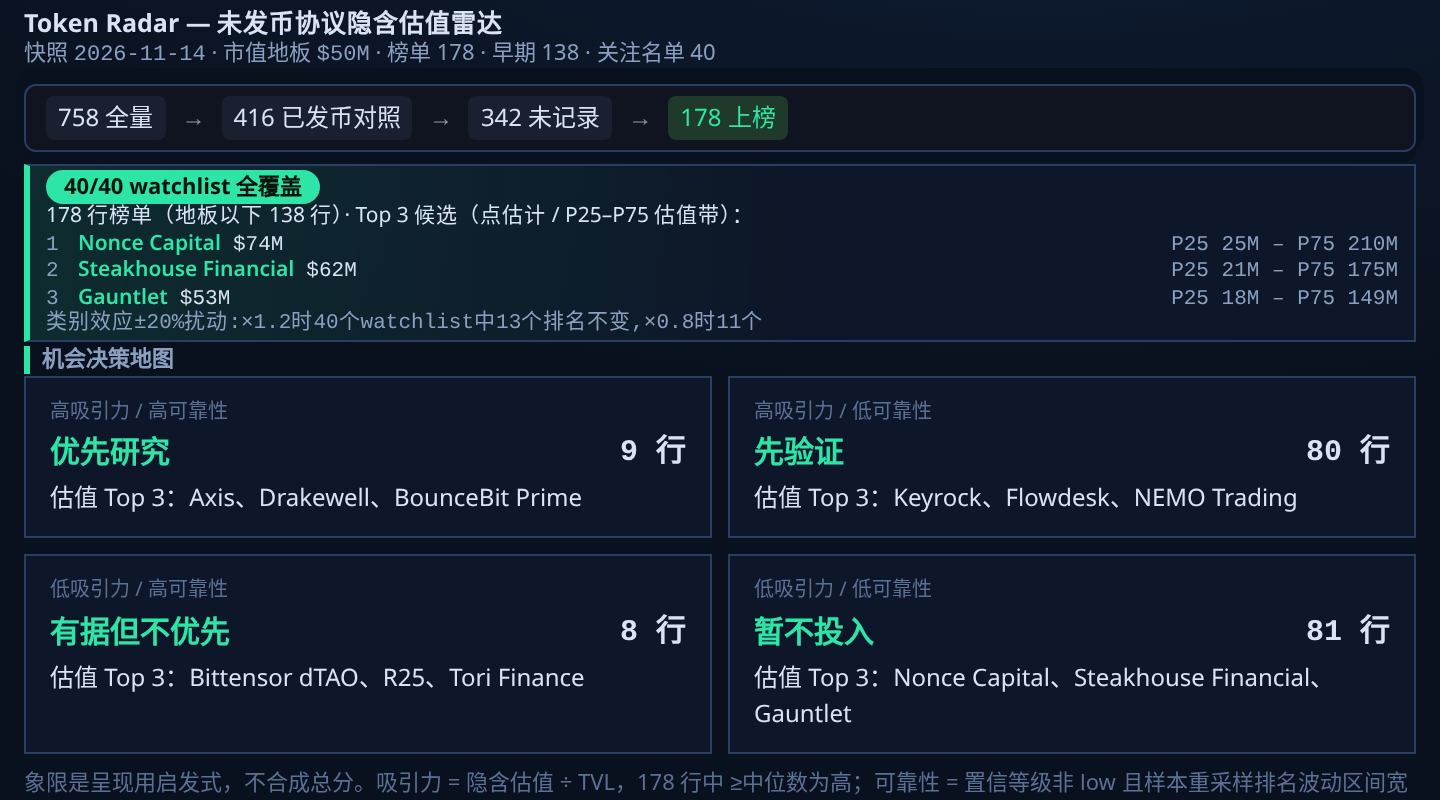 Token Radar — 未发币协议隐含估值雷达
快照 2026-11-14 · 市值地板 $50M · 榜单 178 · 早期 138 · 关注名单 40
758 全量 → 416 已发币对照 → 342 未记录 → 178 上榜
40/40 watchlist 全覆盖
178 行榜单（地板以下 138 行）· Top 3 候选（点估计 / P25–P75 估值带）：
1 Nonce Capital $74M P25 25M – P75 210M
2 Steakhouse Financial $62M P25 21M – P75 175M
3 Gauntlet $53M P25 18M – P75 149M
类别效应±20%扰动:×1.2时40个watchlist中13个排名不变,×0.8时11个
机会决策地图
高吸引力 / 高可靠性
优先研究 9 行
估值 Top 3：Axis、Drakewell、BounceBit Prime
高吸引力 / 低可靠性
先验证 80 行
估值 Top 3：Keyrock、Flowdesk、NEMO Trading
低吸引力 / 高可靠性
有据但不优先 8 行
估值 Top 3：Bittensor dTAO、R25、Tori Finance
低吸引力 / 低可靠性
暂不投入 81 行
估值 Top 3：Nonce Capital、Steakhouse Financial、
Gauntlet
象限是呈现用启发式，不合成总分。吸引力 = 隐含估值 ÷ TVL，178 行中 ≥中位数为高；可靠性 = 置信等级非 low 且样本重采样排名波动区间宽